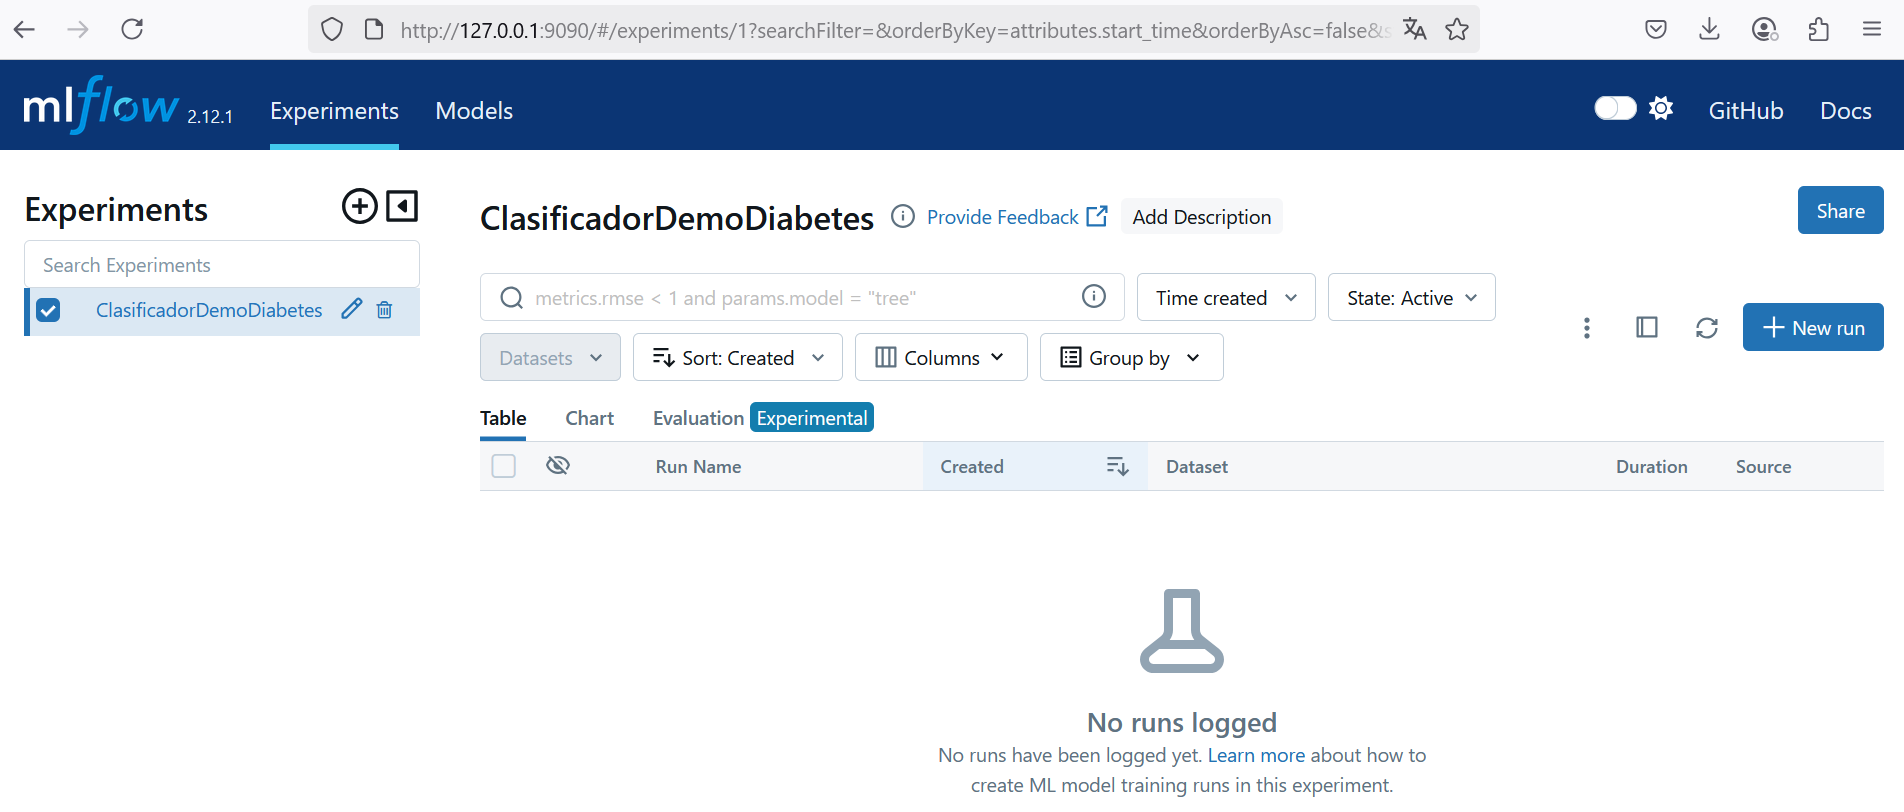 http://127.0.0.1:9090/#/experiments/1?searchFilter=&orderByKey=attributes.start_time&orderByAsc=false&s
mlflow 2.12.1 Experiments Models GitHub Docs
Experiments
Search Experiments
ClasificadorDemoDiabetes
ClasificadorDemoDiabetes Provide Feedback Add Description Share
metrics.rmse < 1 and params.model = "tree" Time created State: Active
New run
Datasets Sort: Created Columns Group by
Table Chart Evaluation Experimental
Run Name Created Dataset Duration Source
No runs logged
No runs have been logged yet. Learn more about how to
create ML model training runs in this experiment.